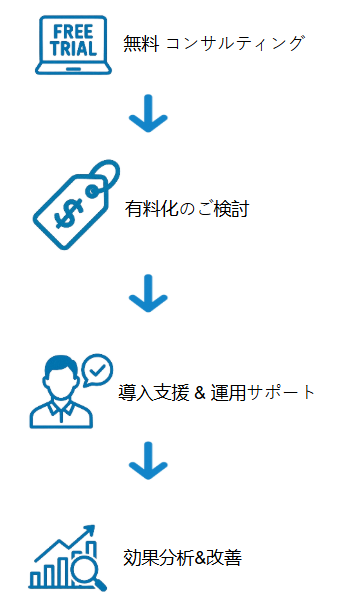 FREE
TRIAL
無料 コンサルティング
$
有料化のご検討
導入支援 & 運用サポート
効果分析&改善